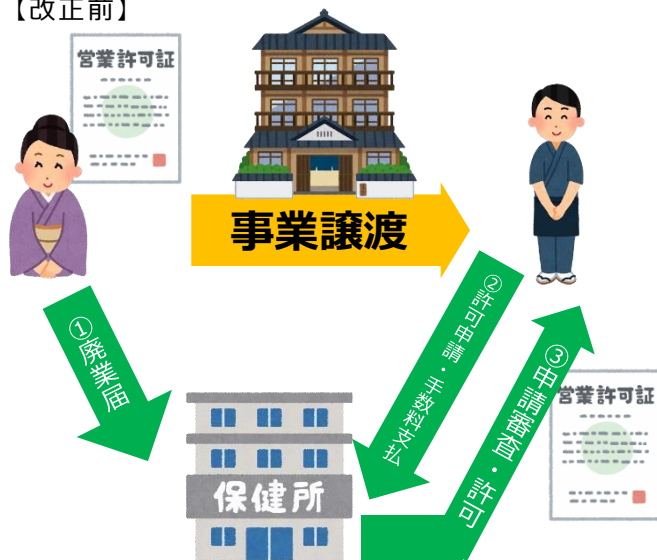 【改正前】
営業許可証
事業譲渡
①廃業届
②許可申請・手数料支払
③申請審査・許可
営業許可証
保健所